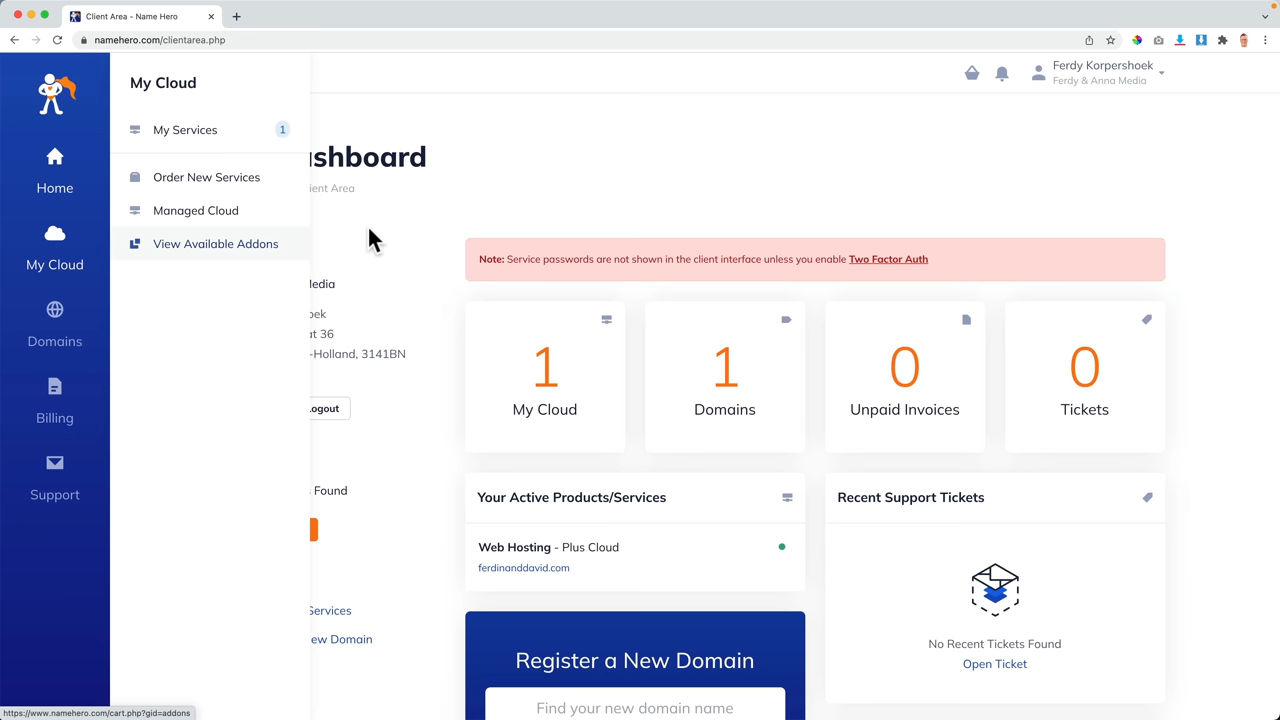 Client Area - Name Hero
namehero.com/clientarea.php
Home
My Cloud
Domains
Billing
Support
My Cloud
My Services
1
Order New Services
Managed Cloud
View Available Addons
Ferdy Korpershoek
Ferdy & Anna Media
shboard
ient Area
ledia
oek
at 36
-Holland, 3141BN
ogout
s Found
Services
ew Domain
Note: Service passwords are not shown in the client interface unless you enable Two Factor Auth
1
My Cloud
1
Domains
0
Unpaid Invoices
0
Tickets
Your Active Products/Services
Web Hosting - Plus Cloud
ferdinanddavid.com
Register a New Domain
Find your new domain name
Recent Support Tickets
No Recent Tickets Found
Open Ticket
https://www.namehero.com/cart.php?gid=addons